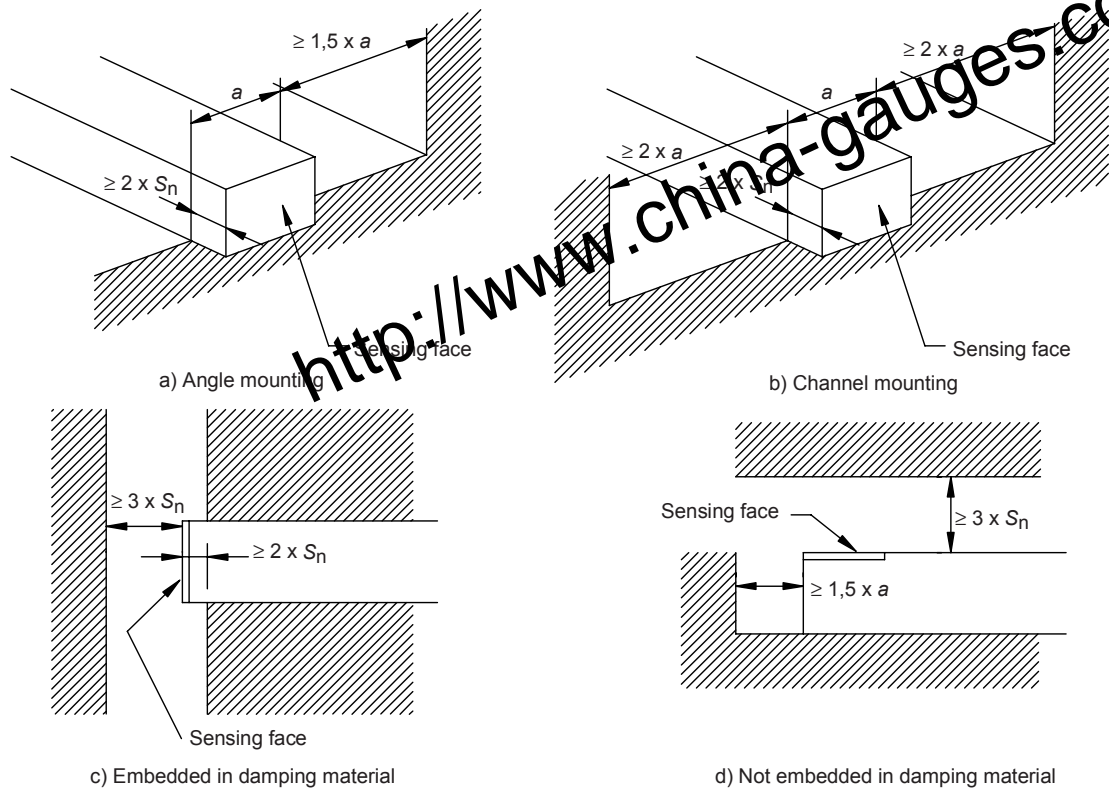 ≥ 1,5 x a
a
≥ 2 x Sn
Sensing face
a) Angle mounting
≥ 2 x a
a
≥ 2 x a
≥ 2 x Sn
Sensing face
b) Channel mounting
http://www.china-gauges.co
≥ 3 x Sn
≥ 2 x Sn
Sensing face
c) Embedded in damping material
Sensing face
≥ 3 x Sn
≥ 1,5 x a
d) Not embedded in damping material